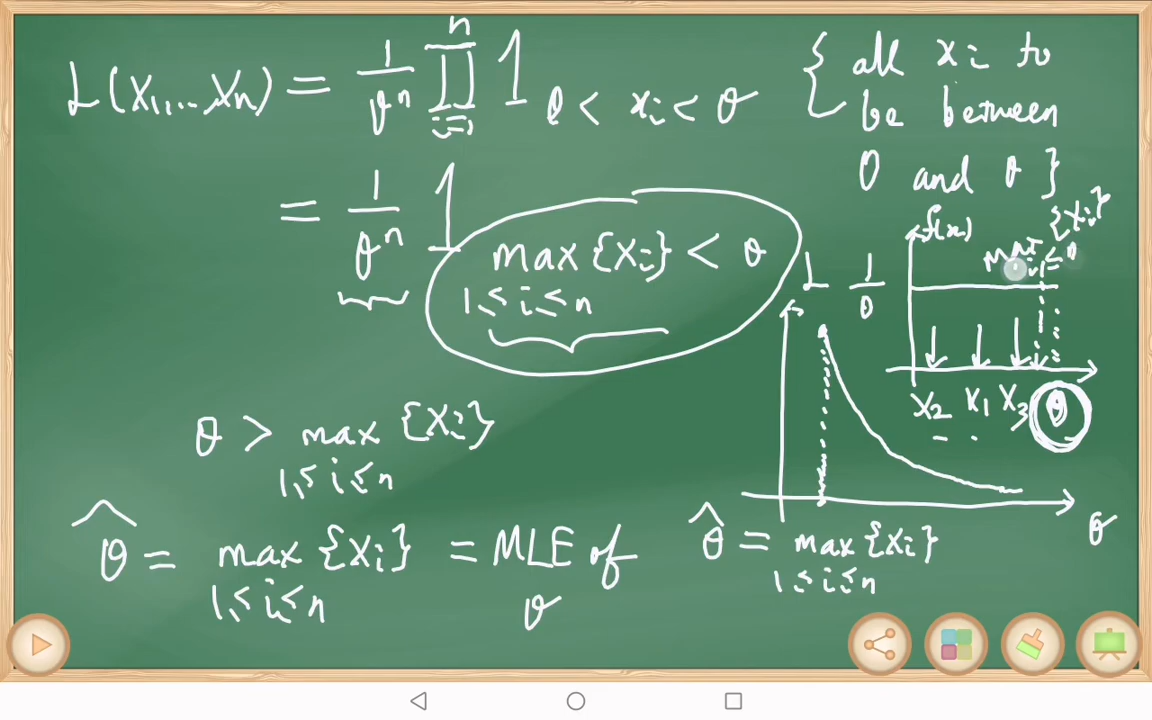 L(X1,... Xn) = 1/θ^n ∏_{i=1}^{n} 1 0 < xi < θ
{ all xi to
be between
0 and θ }
= 1/θ^n 1 max {Xi} < θ
1 ≤ i ≤ n
f(x)
{Xi}
L
1/θ
X2 X1 X3 θ
θ > max {Xi}
1 ≤ i ≤ n
θ
θ̂ = max {Xi} = MLE of
1 ≤ i ≤ n
θ
θ̂ = max {Xi}
1 ≤ i ≤ n